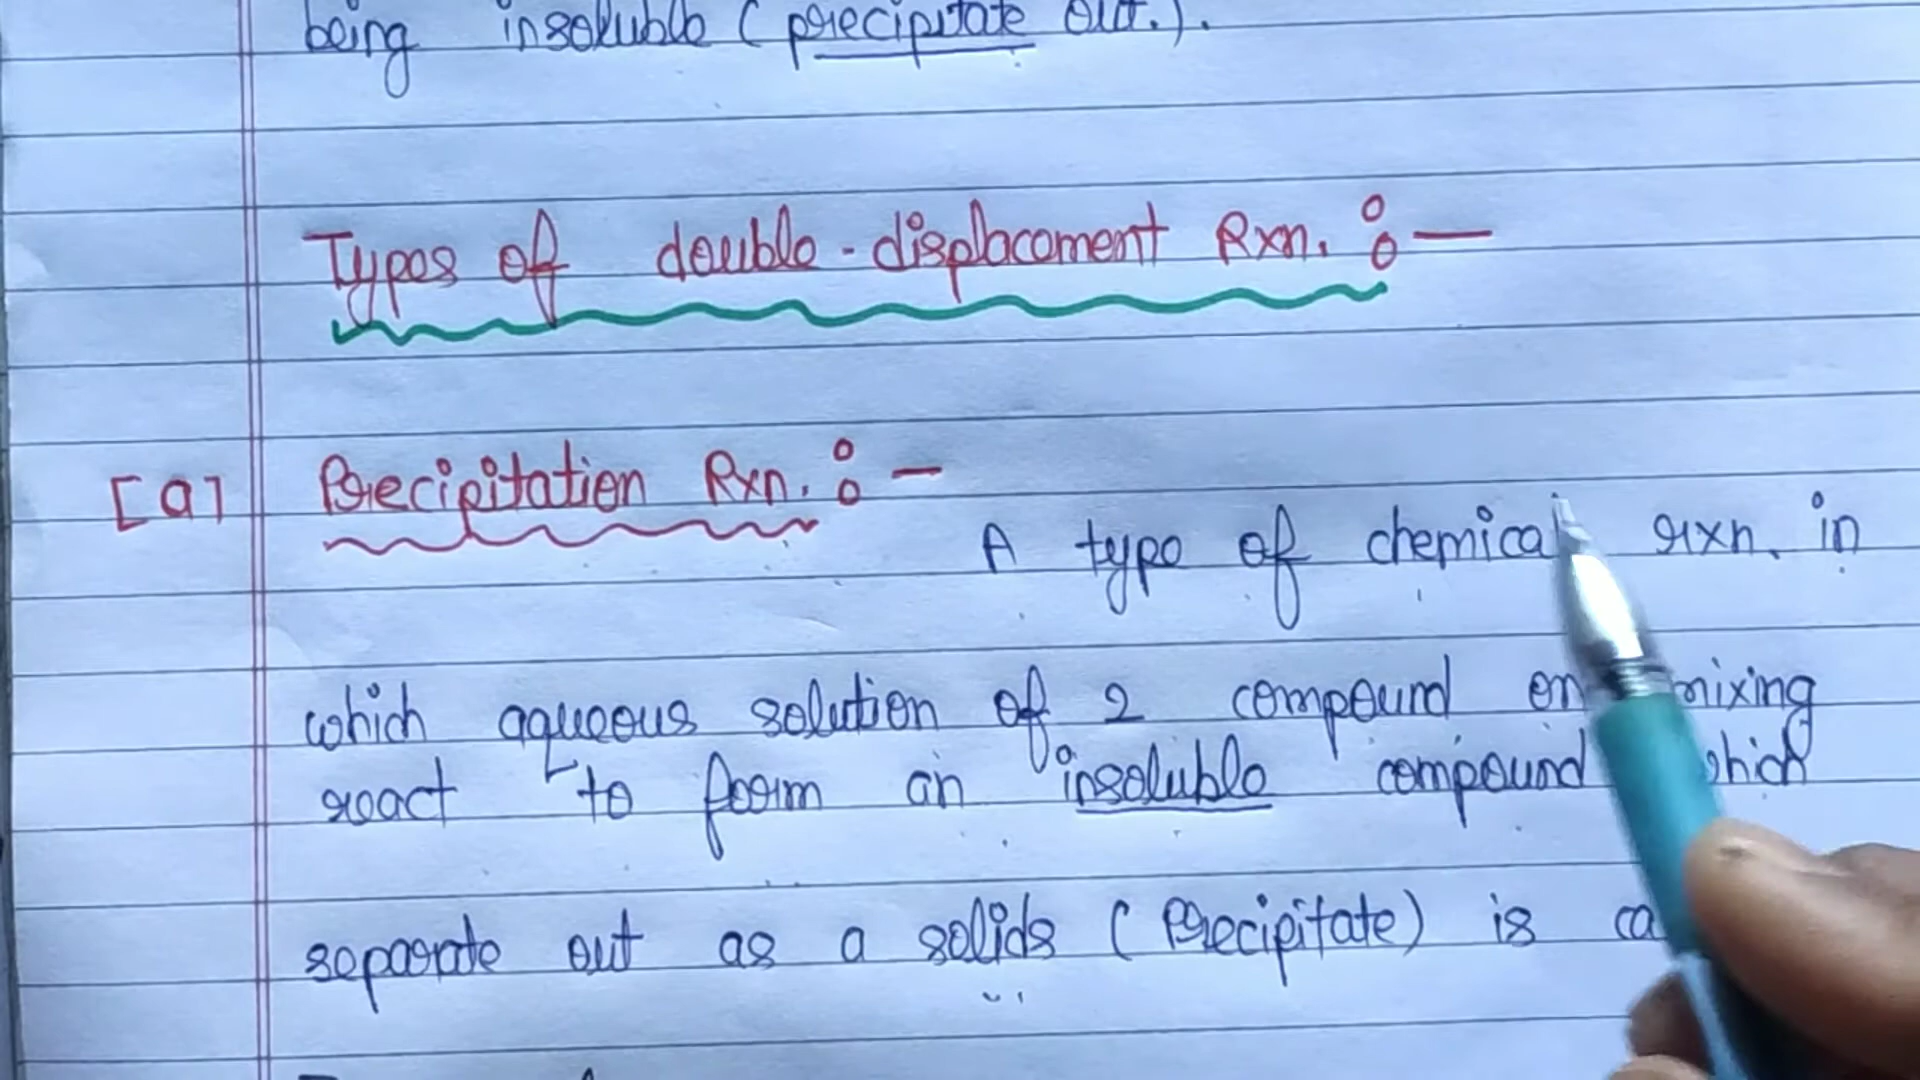 being insoluble (precipitate out.).
Types of double-displacement Rxn. :-
[a] Precipitation Rxn. :-
A type of chemical rxn. in
which aqueous solution of 2 compound on mixing
react to form an insoluble compound which
separate out as a solids (Precipitate) is